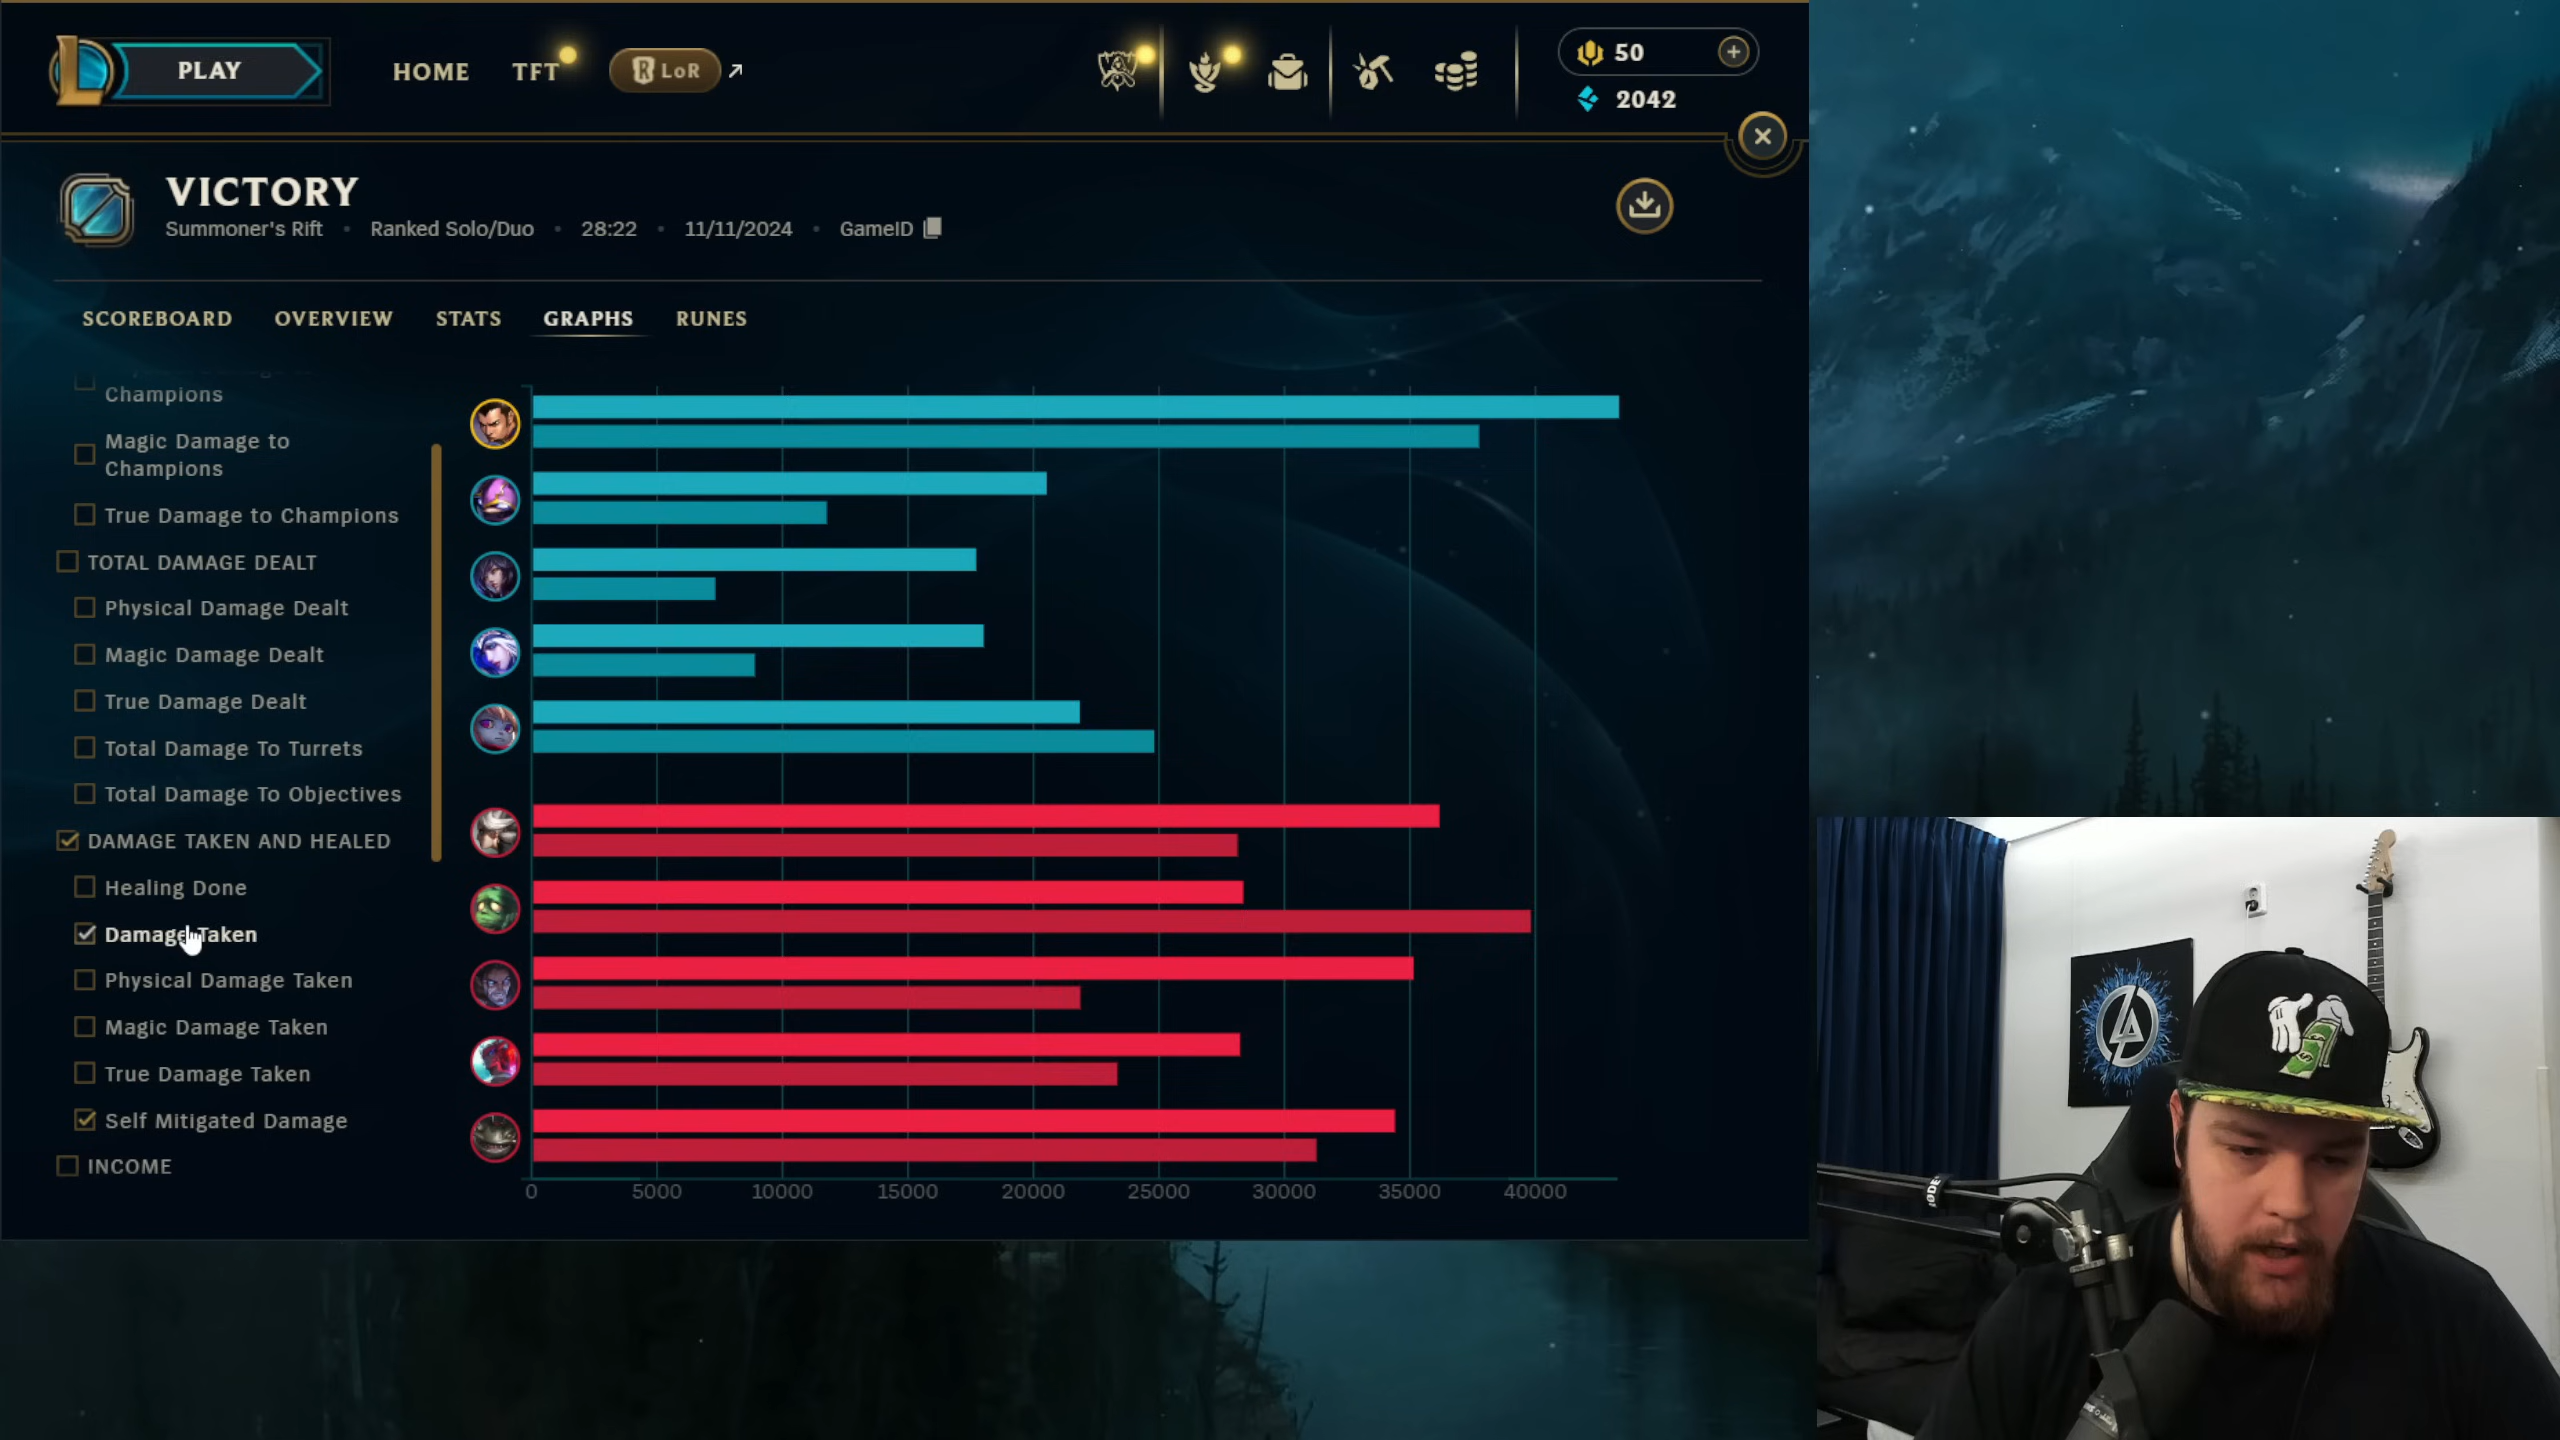 PLAY
HOME
TFT
LoR
50
2042
VICTORY
Summoner's Rift • Ranked Solo/Duo • 28:22 • 11/11/2024 • GameID
SCOREBOARD
OVERVIEW
STATS
GRAPHS
RUNES
Champions
Magic Damage to
Champions
True Damage to Champions
TOTAL DAMAGE DEALT
Physical Damage Dealt
Magic Damage Dealt
True Damage Dealt
Total Damage To Turrets
Total Damage To Objectives
DAMAGE TAKEN AND HEALED
Healing Done
Damage Taken
Physical Damage Taken
Magic Damage Taken
True Damage Taken
Self Mitigated Damage
INCOME
0 5000 10000 15000 20000 25000 30000 35000 40000